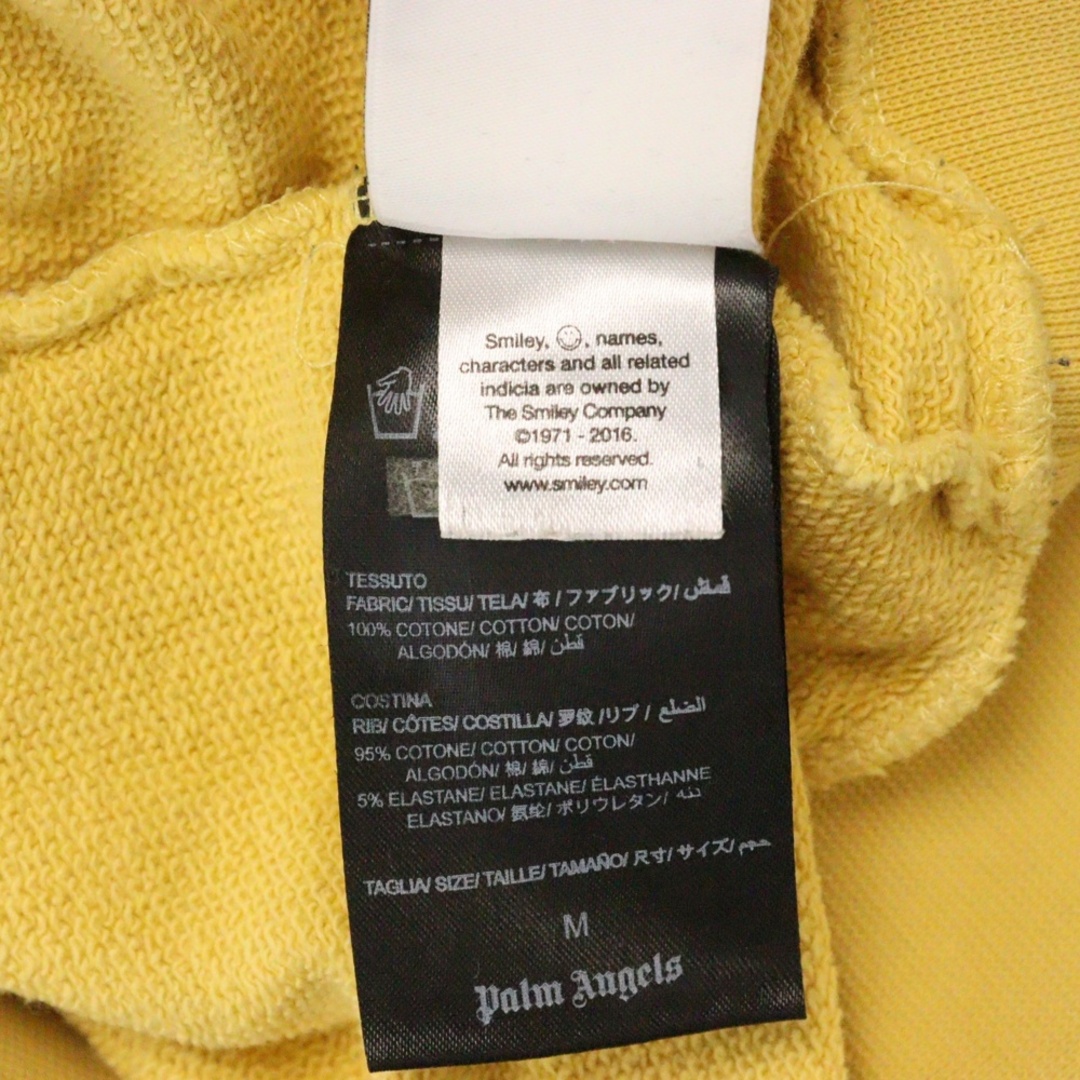 Smiley, , names,
characters and all related
indicia are owned by
The Smiley Company
©1971 - 2016.
All rights reserved.
www.smiley.com
TESSUTO
FABRIC/ TISSU/ TELA/ 布 / ファブリック/ قماش
100% COTONE/ COTTON/ COTON/
ALGODÓN/ 棉/ 綿/ قطن
COSTINA
RIB/ CÔTES/ COSTILLA/ 罗纹 /リブ / الضلع
95% COTONE/ COTTON/ COTON/
ALGODÓN/ 棉/ 綿/ قطن
5% ELASTANE/ ELASTANE/ ÉLASTHANNE
ELASTANO/ 氨纶/ ポリウレタン/
TAGLIA/ SIZE/ TAILLE/ TAMAÑO/ 尺寸/ サイズ/ حجم
M
Palm Angels